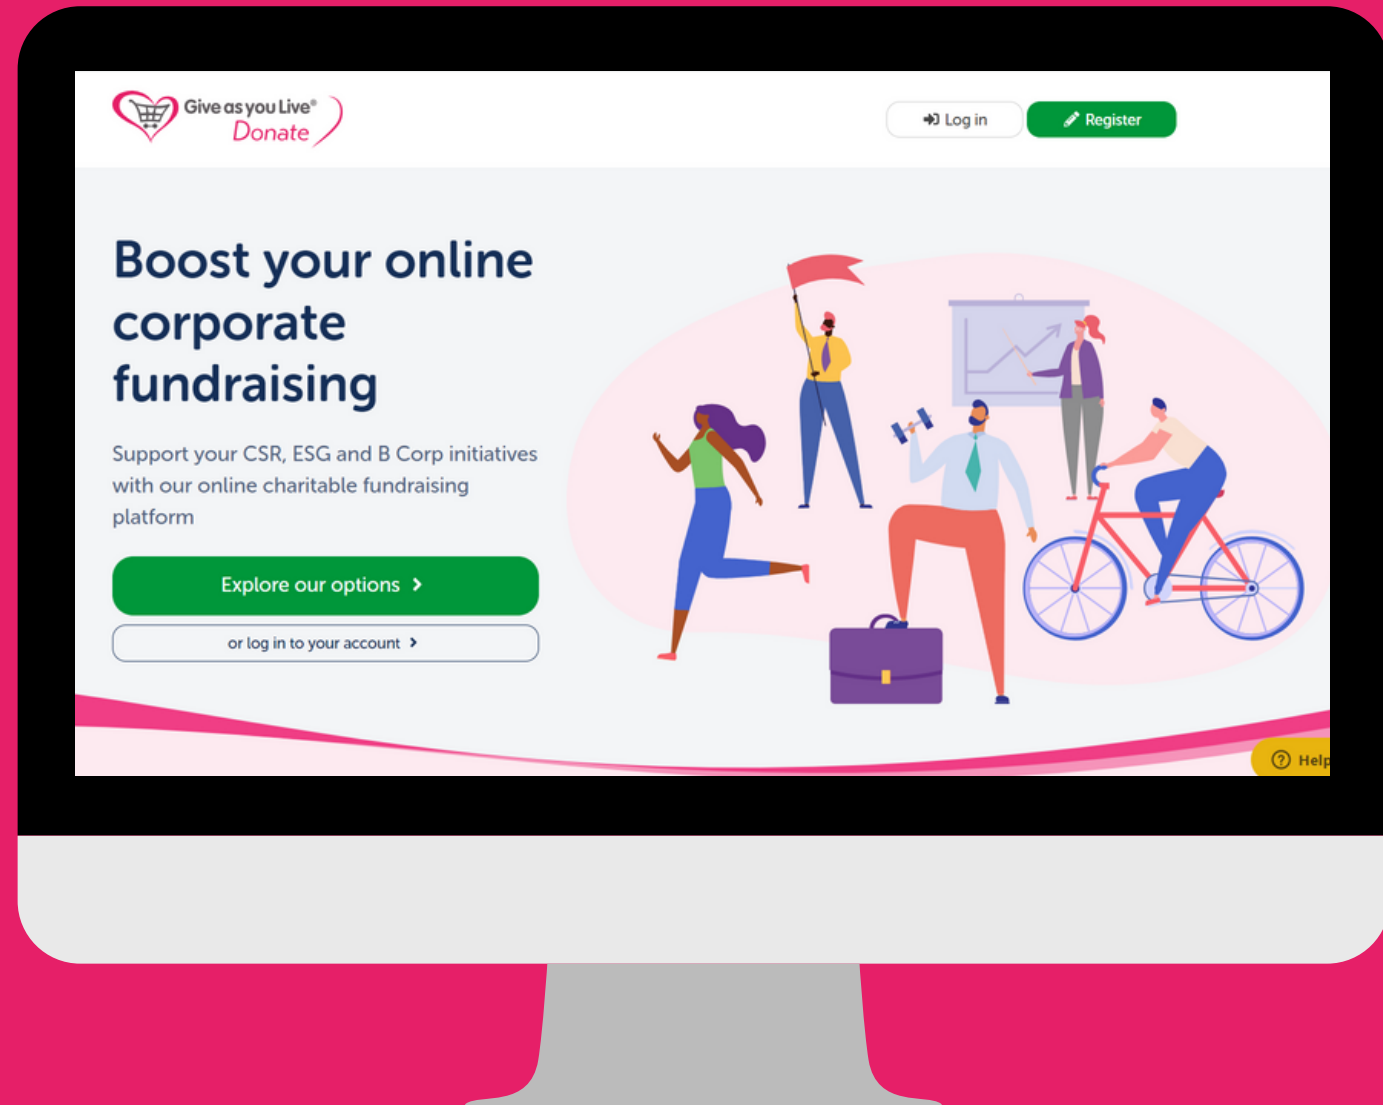 Give as you Live®
Donate
Log in
Register
Boost your online
corporate
fundraising
Support your CSR, ESG and B Corp initiatives
with our online charitable fundraising
platform
Explore our options
or log in to your account
Help